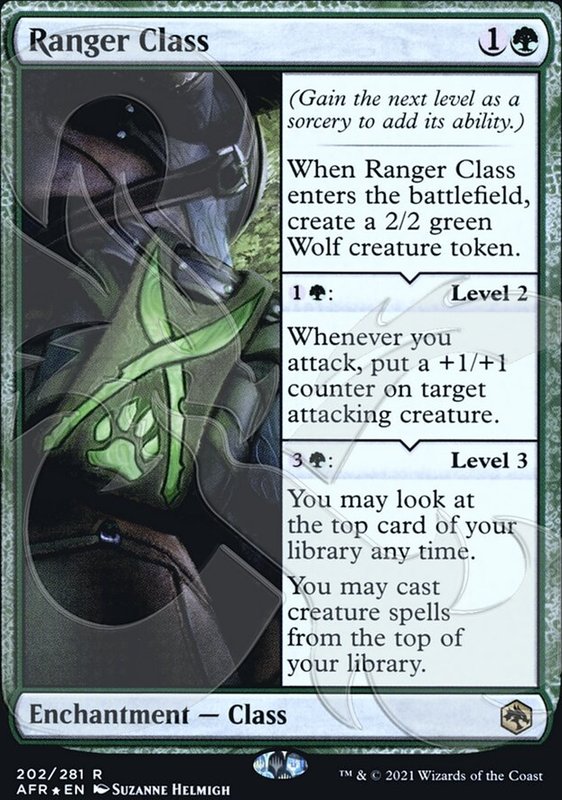 Ranger Class 1
(Gain the next level as a
sorcery to add its ability.)
When Ranger Class
enters the battlefield,
create a 2/2 green
Wolf creature token.
1 : Level 2
Whenever you
attack, put a +1/+1
counter on target
attacking creature.
3 : Level 3
You may look at
the top card of your
library any time.
You may cast
creature spells
from the top of
your library.
Enchantment — Class
202/281 R
AFR ★ EN SUZANNE HELMIGH
™ & © 2021 Wizards of the Coast